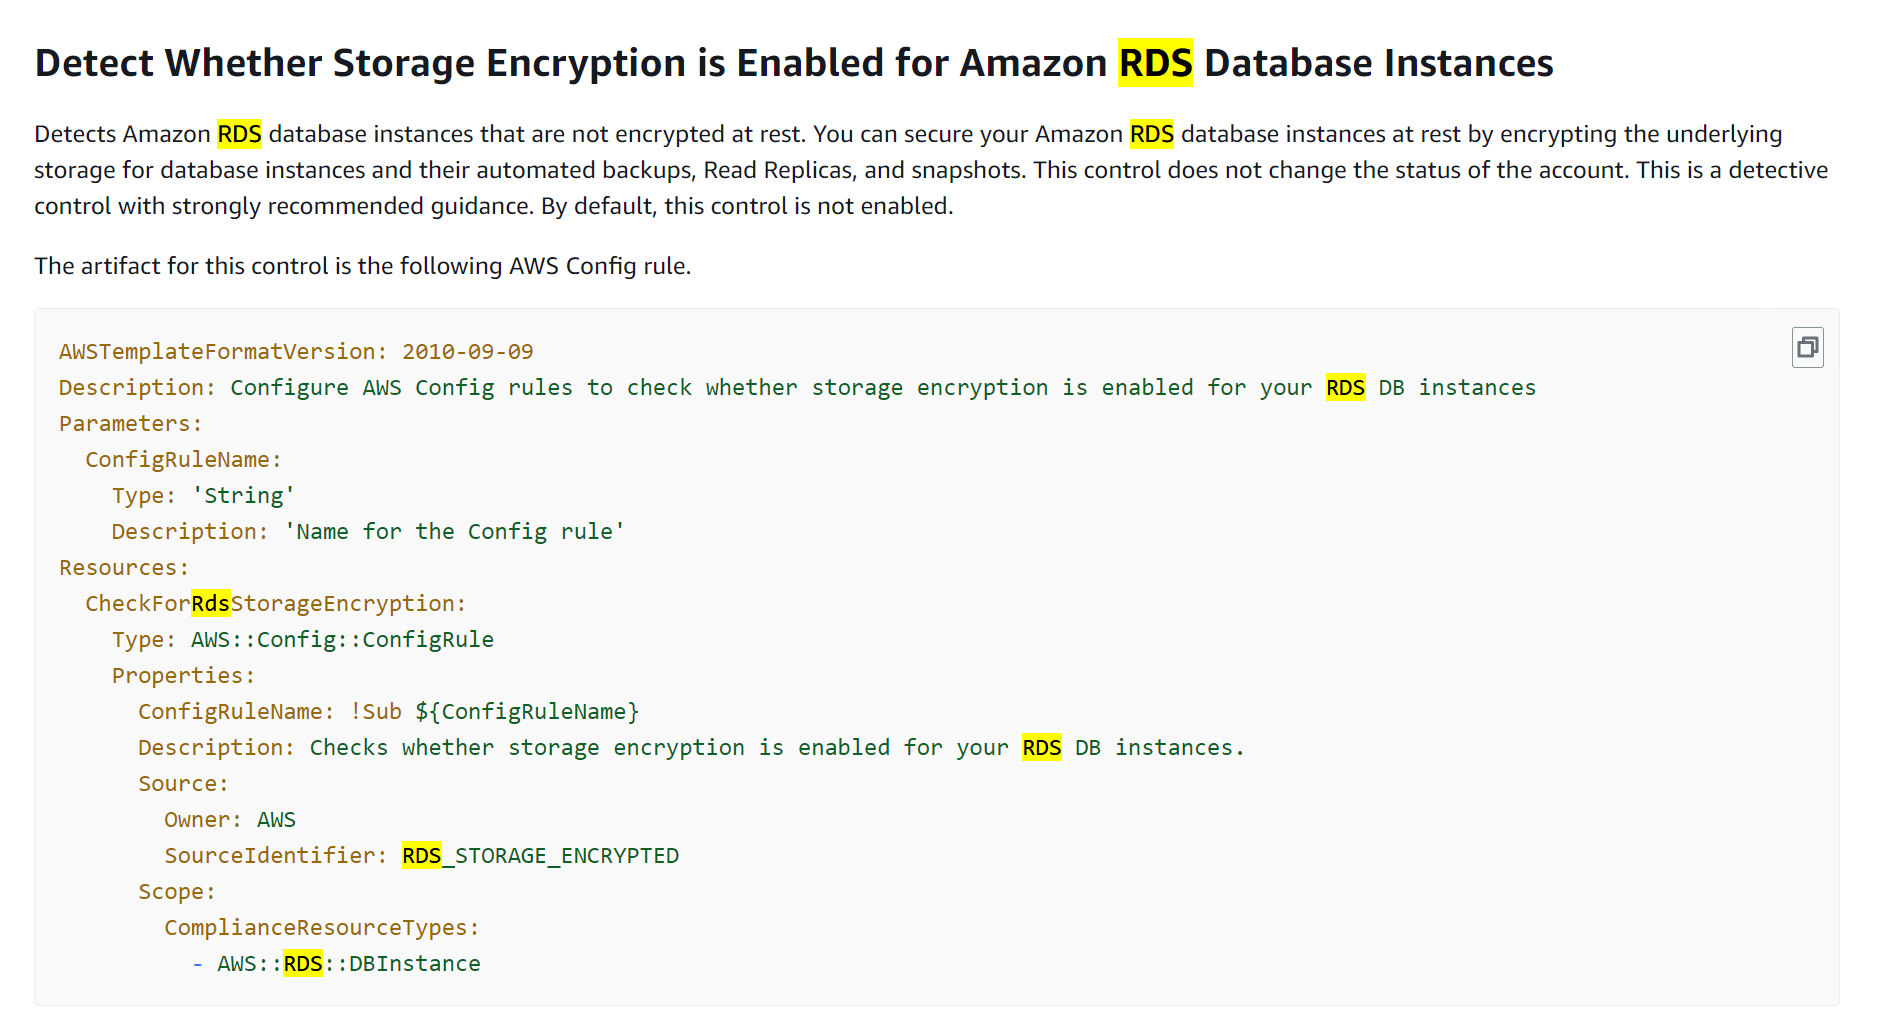 Detect Whether Storage Encryption is Enabled for Amazon RDS Database Instances
Detects Amazon RDS database instances that are not encrypted at rest. You can secure your Amazon RDS database instances at rest by encrypting the underlying
storage for database instances and their automated backups, Read Replicas, and snapshots. This control does not change the status of the account. This is a detective
control with strongly recommended guidance. By default, this control is not enabled.
The artifact for this control is the following AWS Config rule.
AWSTemplateFormatVersion: 2010-09-09
Description: Configure AWS Config rules to check whether storage encryption is enabled for your RDS DB instances
Parameters:
  ConfigRuleName:
    Type: 'String'
    Description: 'Name for the Config rule'
Resources:
  CheckForRdsStorageEncryption:
    Type: AWS::Config::ConfigRule
    Properties:
      ConfigRuleName: !Sub ${ConfigRuleName}
      Description: Checks whether storage encryption is enabled for your RDS DB instances.
      Source:
        Owner: AWS
        SourceIdentifier: RDS_STORAGE_ENCRYPTED
      Scope:
        ComplianceResourceTypes:
          - AWS::RDS::DBInstance